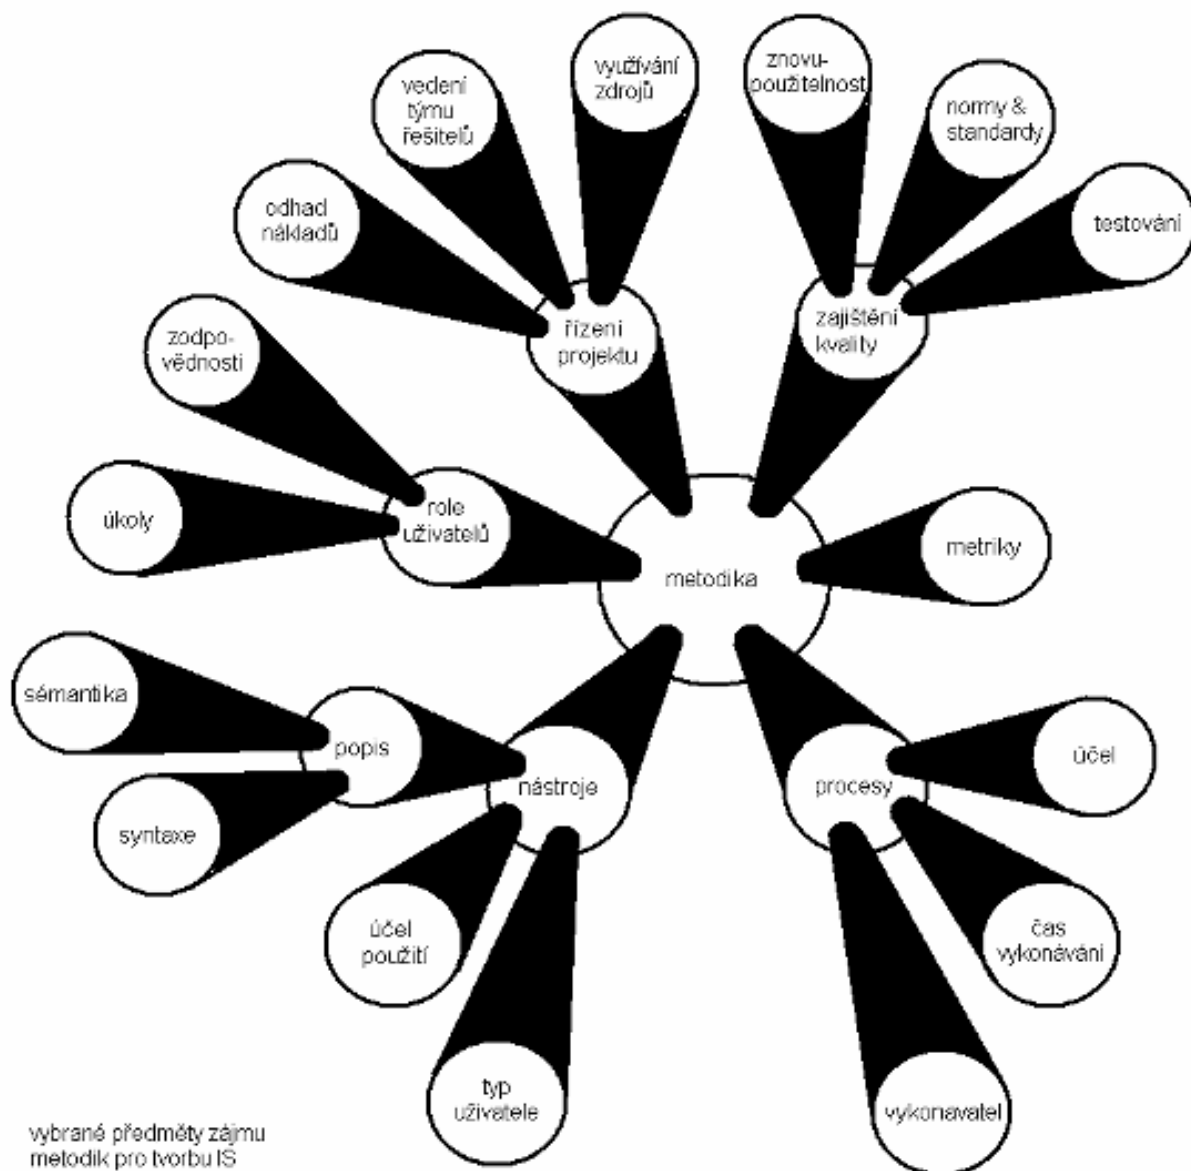 vedení
týmu
řešitelů
využívání
zdrojů
znovu-
použitelnost
normy &
standardy
odhad
nákladů
testování
zodpo-
vědnosti
řízení
projektu
zajištění
kvality
úkoly
role
uživatelů
metodika
metriky
sémantika
popis
nástroje
procesy
účel
syntaxe
účel
použití
čas
vykonávání
typ
uživatele
vykonavatel
vybrané předměty zájmu
metodik pro tvorbu IS